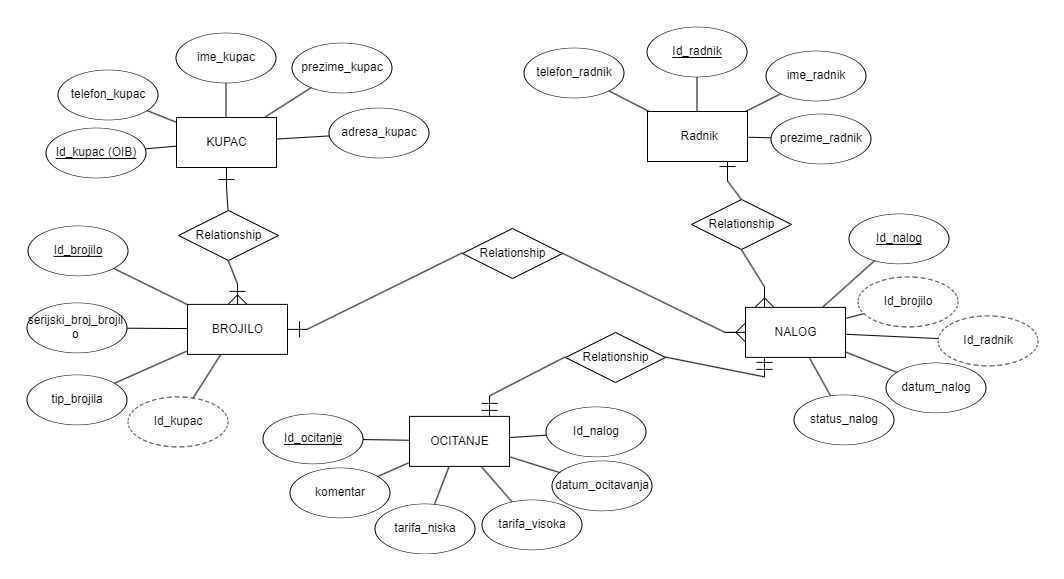 ime_kupac
prezime_kupac
telefon_kupac
adresa_kupac
Id_kupac (OIB)
KUPAC
Id_radnik
telefon_radnik
ime_radnik
prezime_radnik
Radnik
Relationship
Relationship
Relationship
Id_brojilo
serijski_broj_brojil
o
BROJILO
tip_brojila
Id_kupac
Id_nalog
Id_brojilo
Id_radnik
NALOG
datum_nalog
status_nalog
Relationship
Id_ocitanje
OCITANJE
Id_nalog
komentar
datum_ocitavanja
tarifa_niska
tarifa_visoka